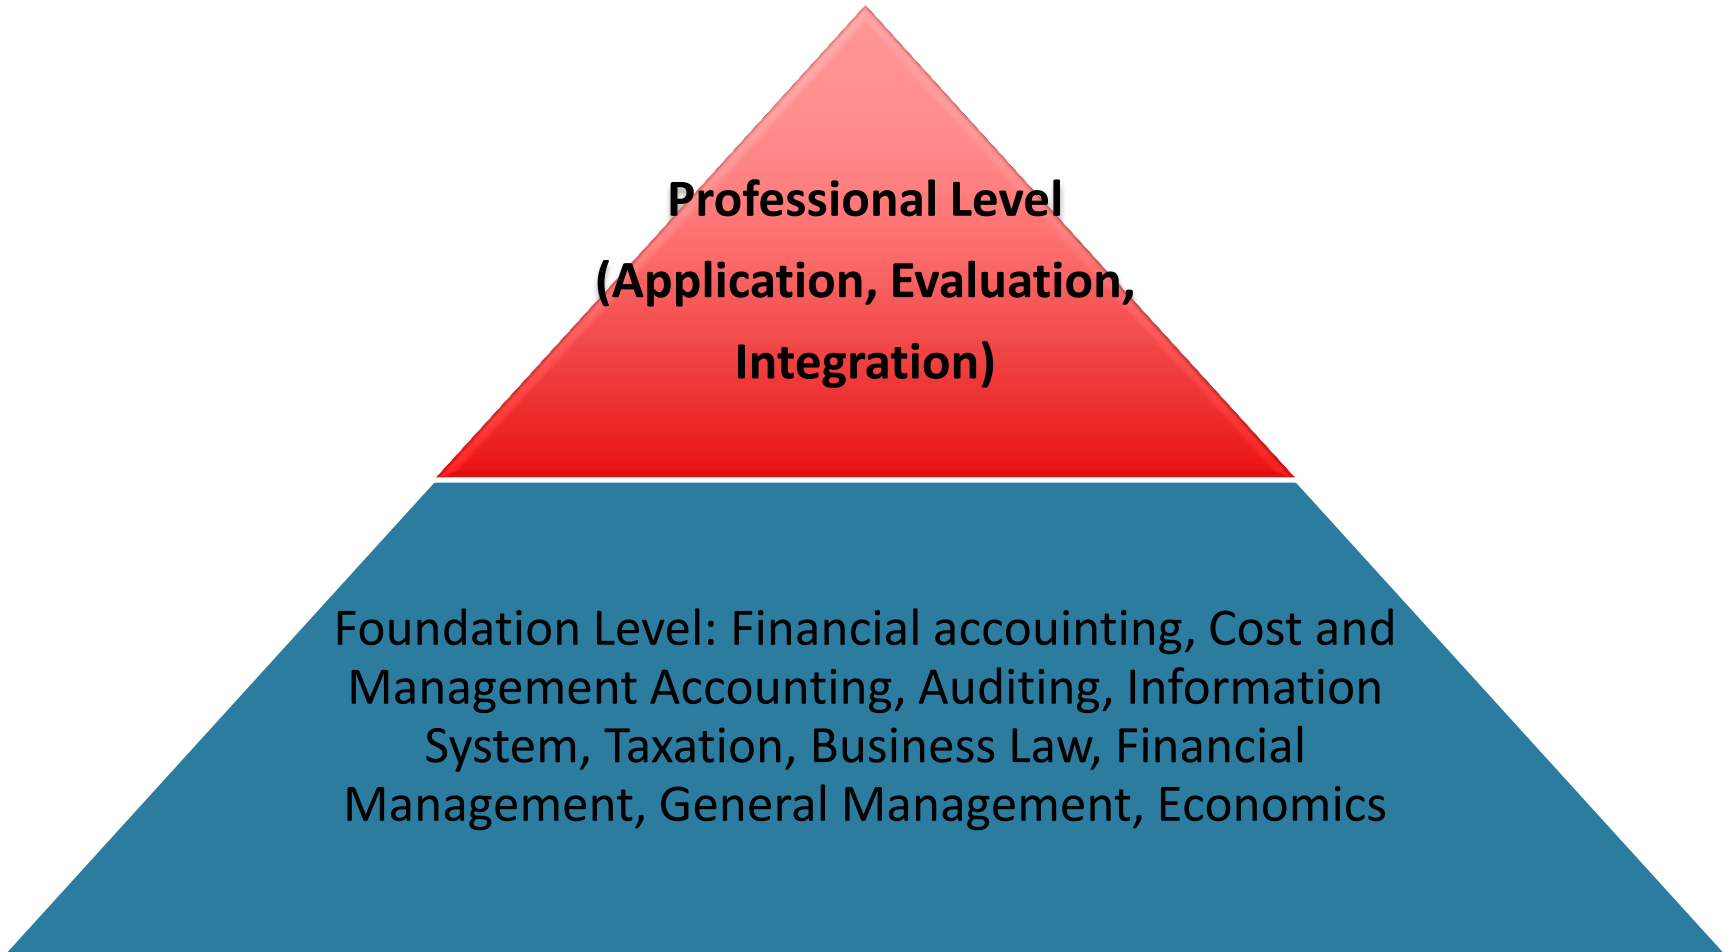 Professional Level
(Application, Evaluation,
Integration)
Foundation Level: Financial accouinting, Cost and
Management Accounting, Auditing, Information
System, Taxation, Business Law, Financial
Management, General Management, Economics